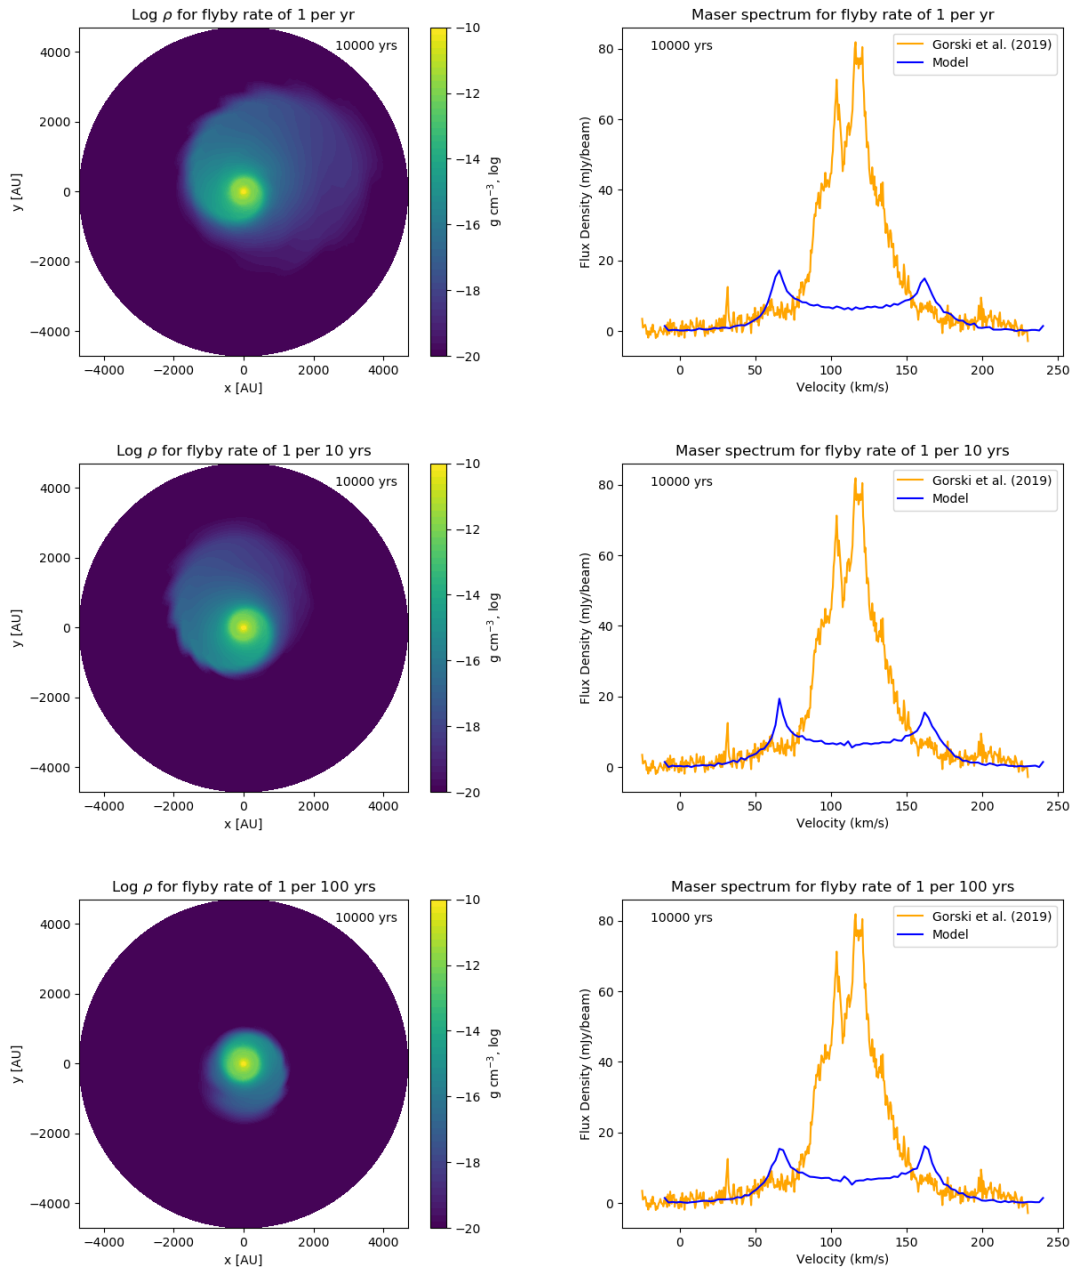 Log ρ for flyby rate of 1 per yr
10000 yrs
4000
2000
0
−2000
−4000
y [AU]
−4000 −2000 0 2000 4000
x [AU]
−10
−12
−14
−16
−18
−20
g cm⁻³, log
Maser spectrum for flyby rate of 1 per yr
10000 yrs
Gorski et al. (2019)
Model
80
60
40
20
0
Flux Density (mJy/beam)
0 50 100 150 200 250
Velocity (km/s)
Log ρ for flyby rate of 1 per 10 yrs
10000 yrs
4000
2000
0
−2000
−4000
y [AU]
−4000 −2000 0 2000 4000
x [AU]
−10
−12
−14
−16
−18
−20
g cm⁻³, log
Maser spectrum for flyby rate of 1 per 10 yrs
10000 yrs
Gorski et al. (2019)
Model
80
60
40
20
0
Flux Density (mJy/beam)
0 50 100 150 200 250
Velocity (km/s)
Log ρ for flyby rate of 1 per 100 yrs
10000 yrs
4000
2000
0
−2000
−4000
y [AU]
−4000 −2000 0 2000 4000
x [AU]
−10
−12
−14
−16
−18
−20
g cm⁻³, log
Maser spectrum for flyby rate of 1 per 100 yrs
10000 yrs
Gorski et al. (2019)
Model
80
60
40
20
0
Flux Density (mJy/beam)
0 50 100 150 200 250
Velocity (km/s)